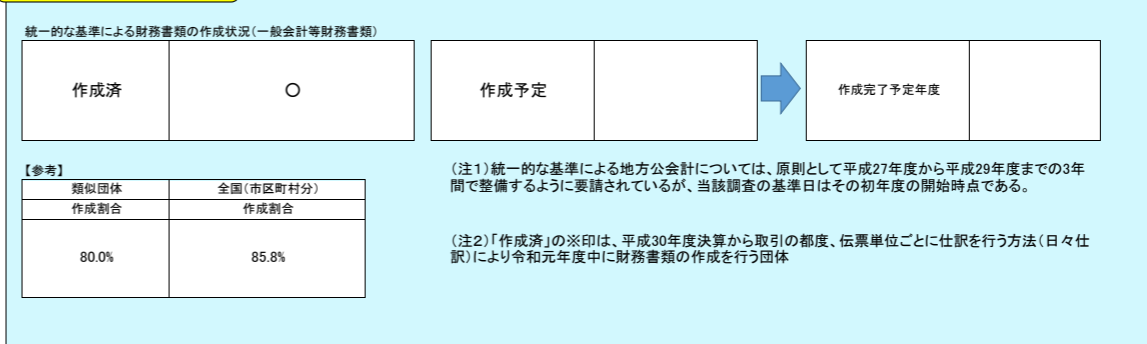 統一的な基準による財務書類の作成状況(一般会計等財務書類)
作成済
○
作成予定
作成完了予定年度
【参考】
類似団体
全国(市区町村分)
作成割合
作成割合
80.0%
85.8%
(注1)統一的な基準による地方公会計については、原則として平成27年度から平成29年度までの3年
間で整備するように要請されているが、当該調査の基準日はその初年度の開始時点である。
(注2)「作成済」の※印は、平成30年度決算から取引の都度、伝票単位ごとに仕訳を行う方法(日々仕
訳)により令和元年度中に財務書類の作成を行う団体